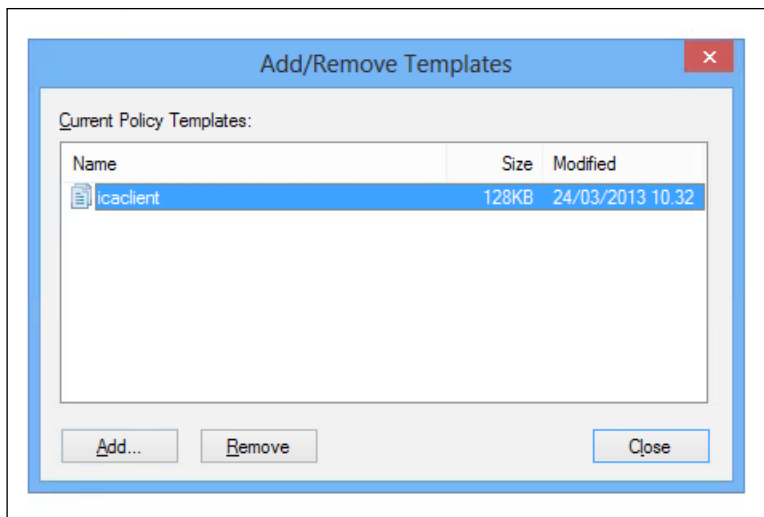 Add/Remove Templates
Current Policy Templates:
Name Size Modified
icaclient 128KB 24/03/2013 10.32
Add... Remove Close